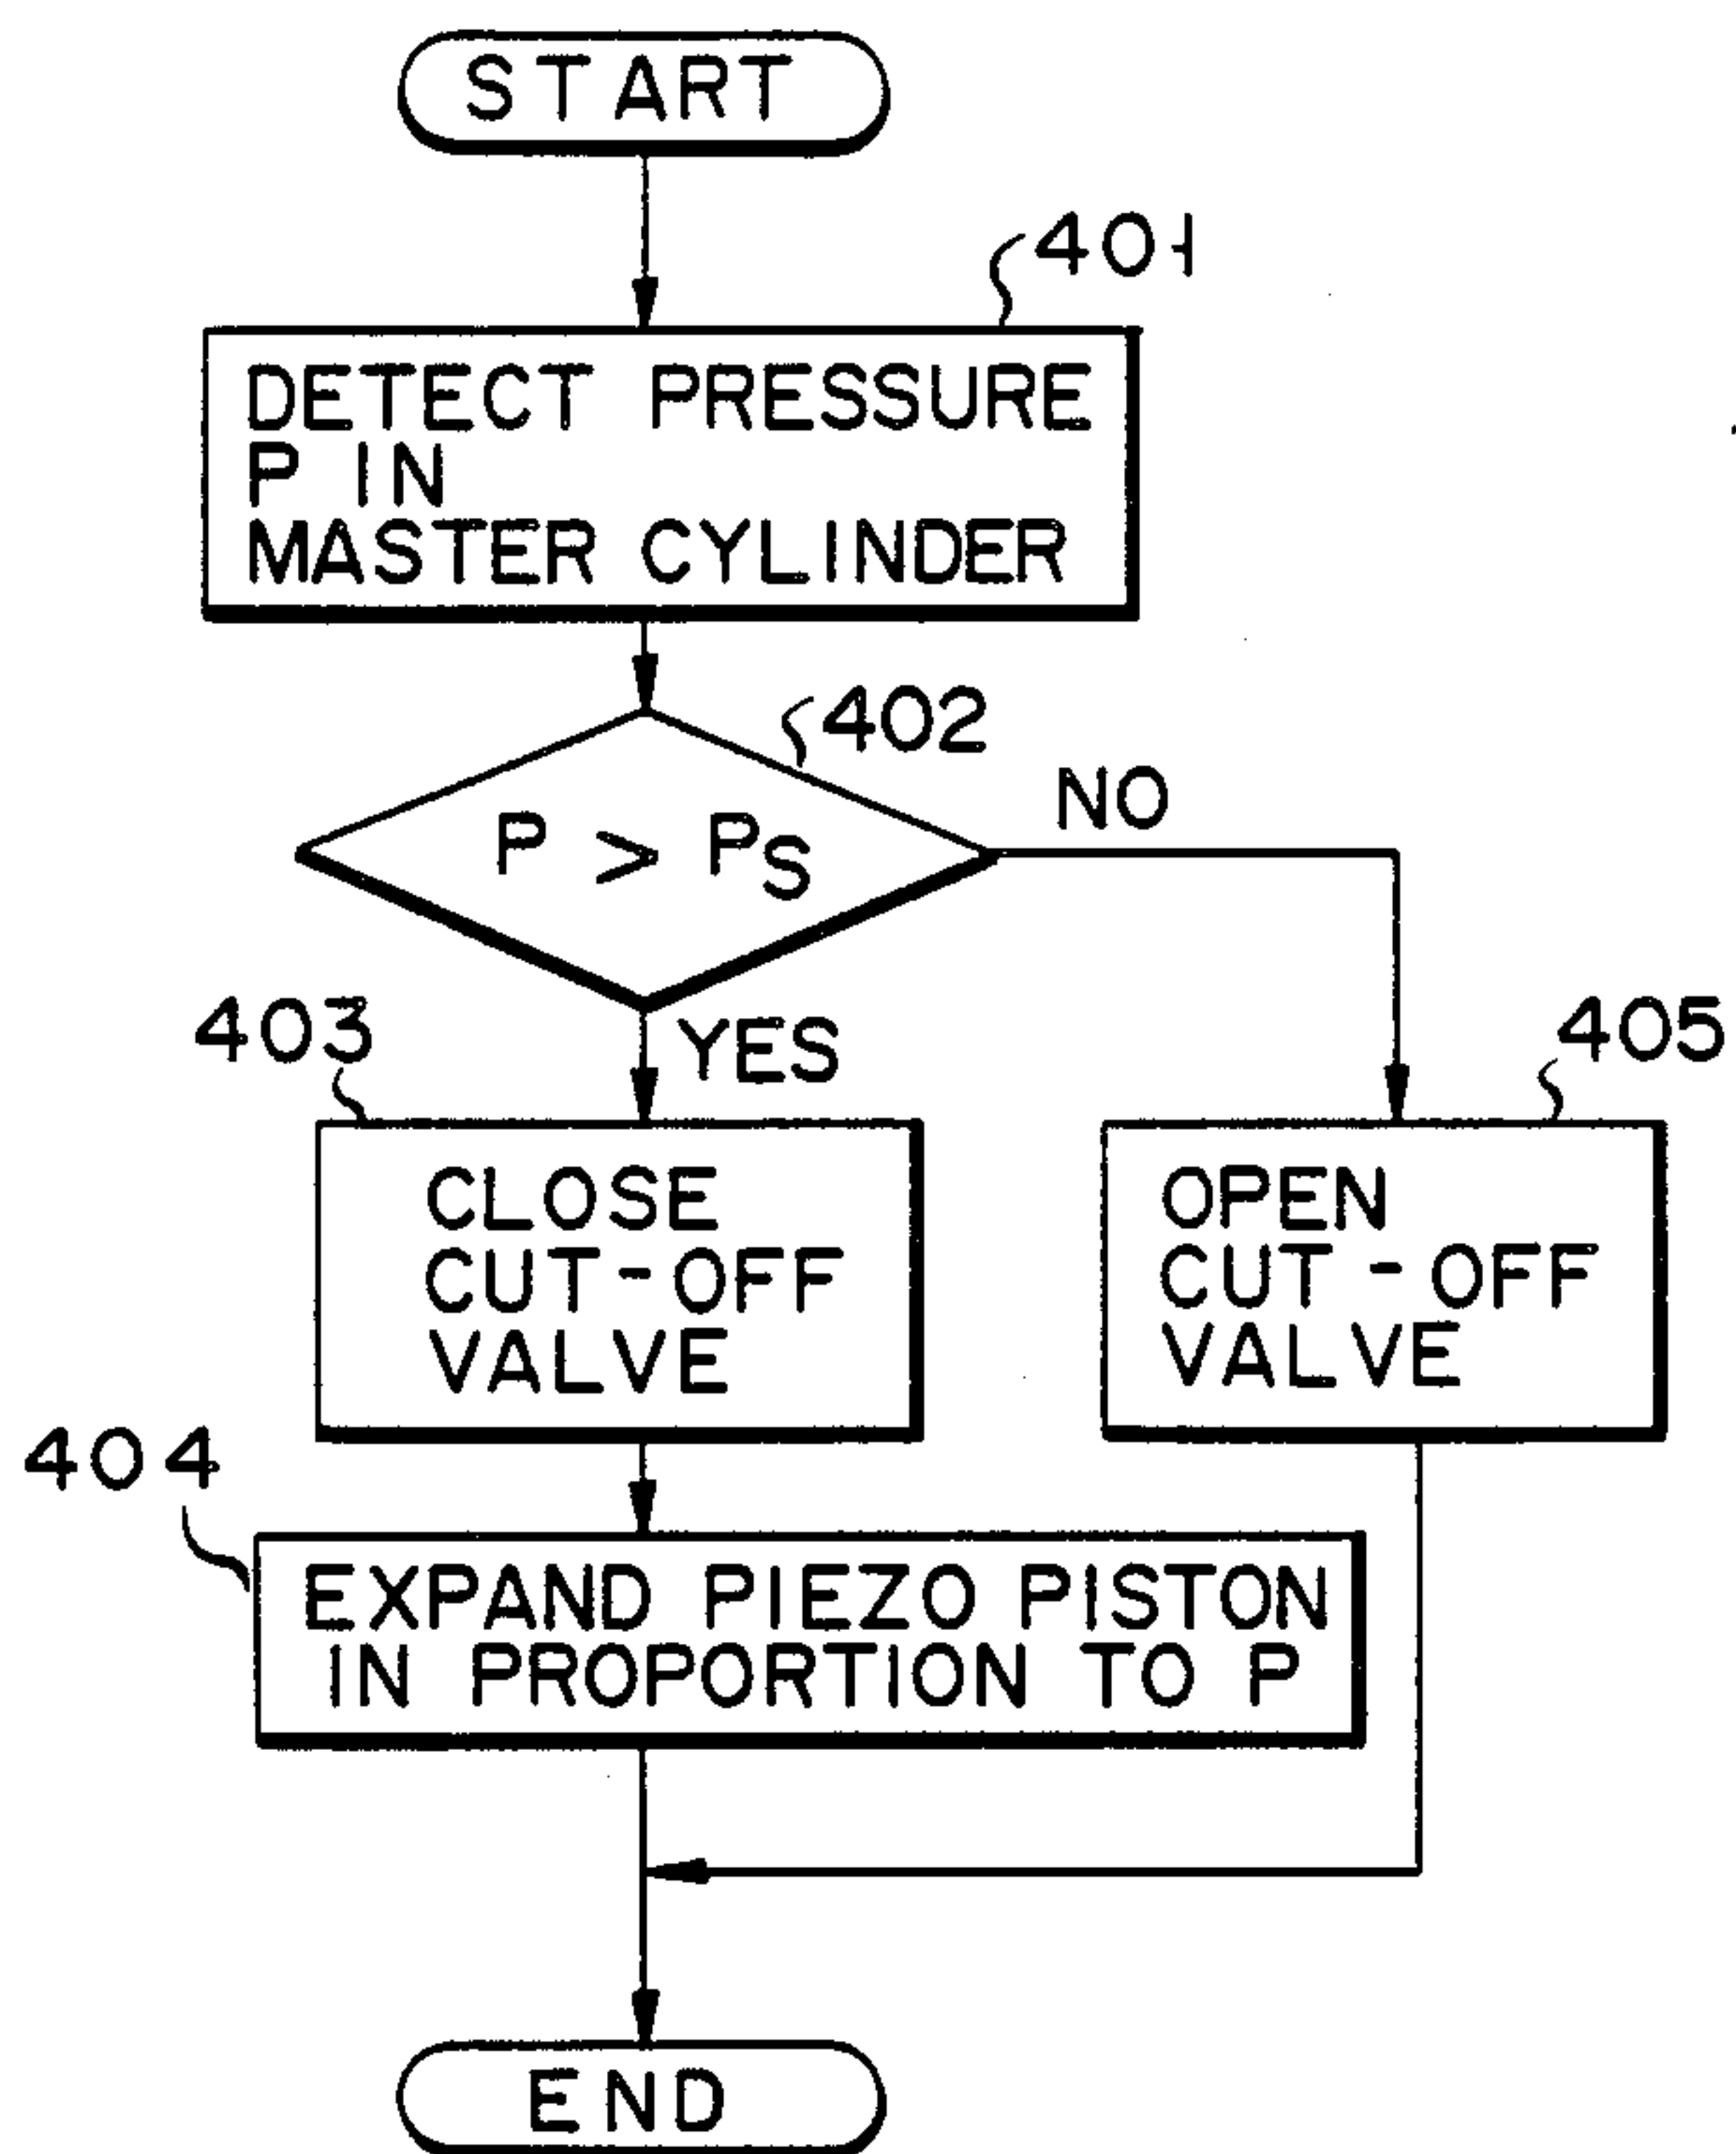 START
401
DETECT PRESSURE
P IN
MASTER CYLINDER
402
P > PS
NO
YES
403
CLOSE
CUT-OFF
VALVE
405
OPEN
CUT-OFF
VALVE
404
EXPAND PIEZO PISTON
IN PROPORTION TO P
END